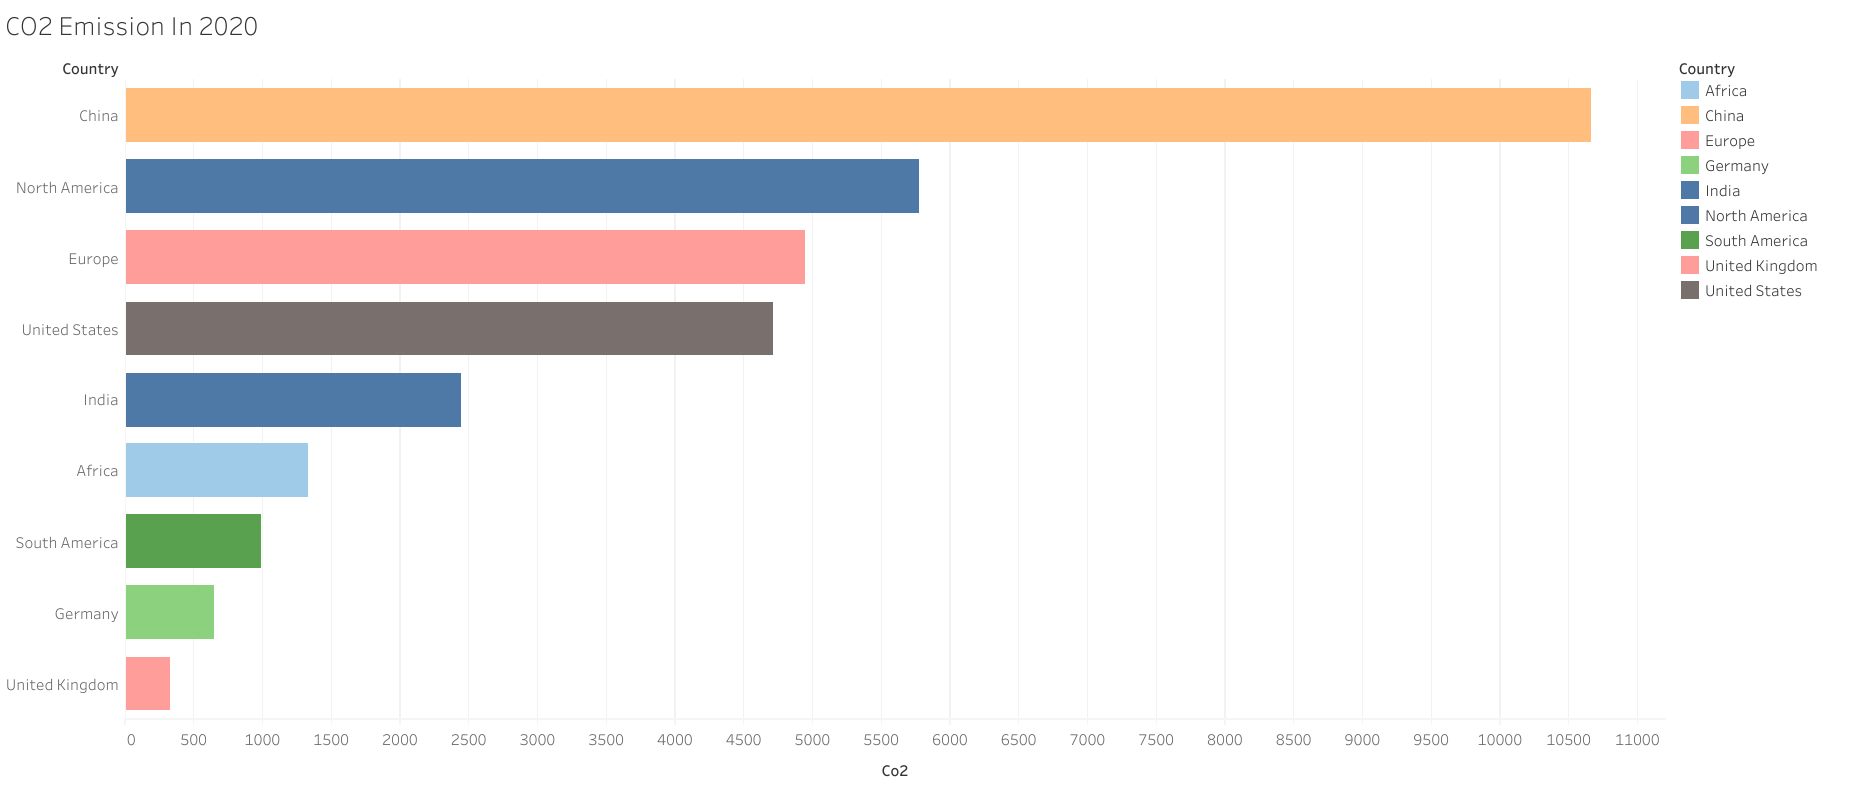 CO2 Emission In 2020
Country
China
North America
Europe
United States
India
Africa
South America
Germany
United Kingdom
0 500 1000 1500 2000 2500 3000 3500 4000 4500 5000 5500 6000 6500 7000 7500 8000 8500 9000 9500 10000 10500 11000
Co2
Country
Africa
China
Europe
Germany
India
North America
South America
United Kingdom
United States